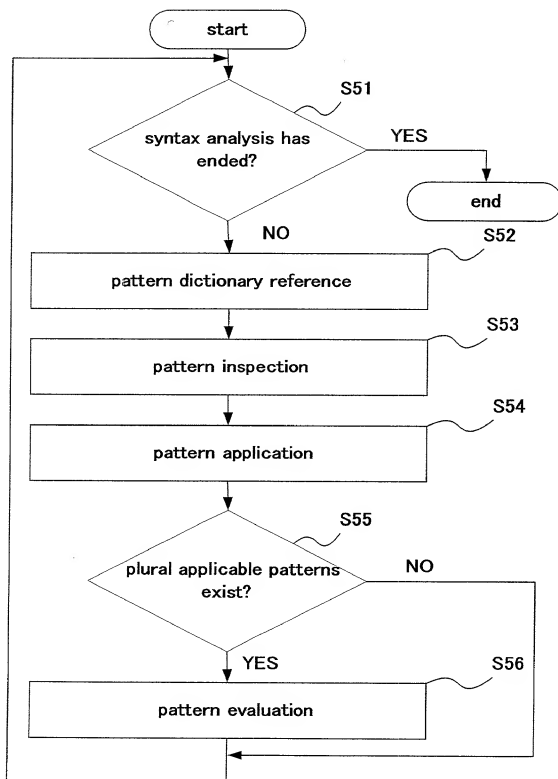 start
S51
syntax analysis has
ended?
YES
end
NO
S52
pattern dictionary reference
S53
pattern inspection
S54
pattern application
S55
plural applicable patterns
exist?
NO
YES
S56
pattern evaluation